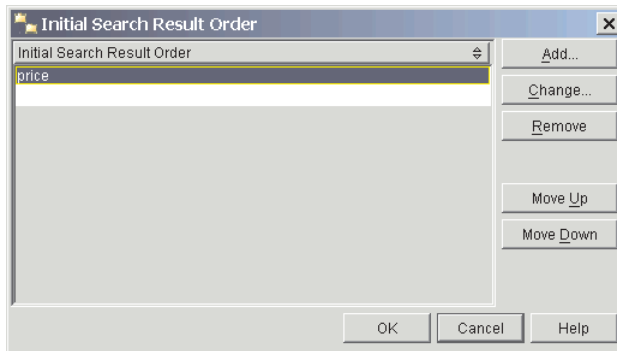 Initial Search Result Order
Initial Search Result Order
Add...
price
Change...
Remove
Move Up
Move Down
OK
Cancel
Help